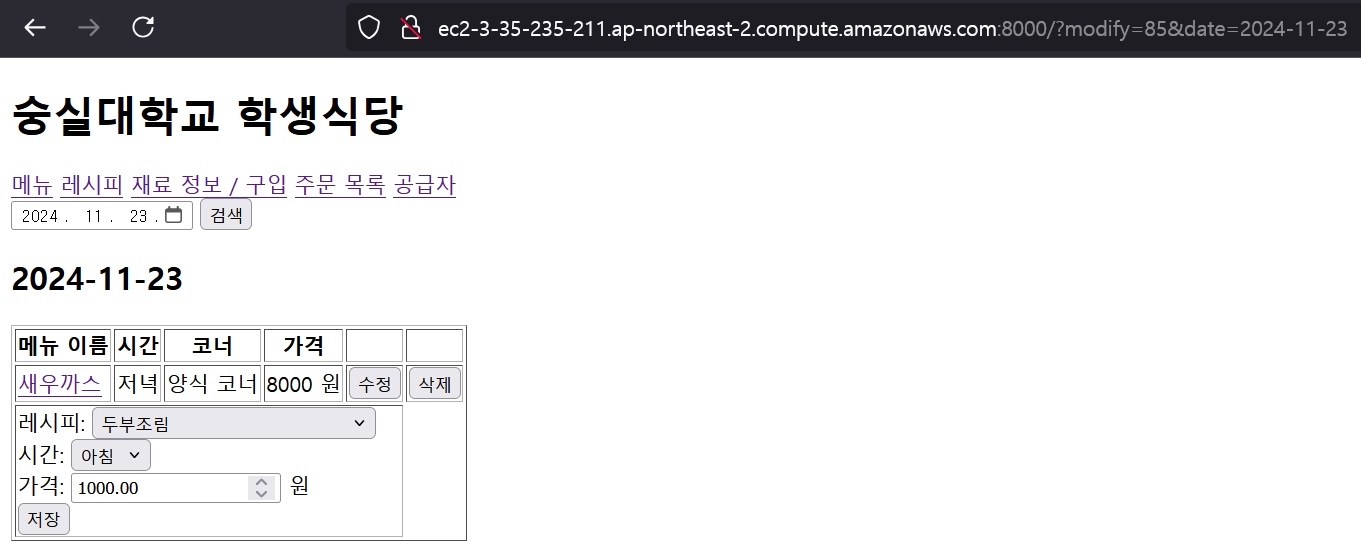 ec2-3-35-235-211.ap-northeast-2.compute.amazonaws.com:8000/?modify=85&date=2024-11-23
숭실대학교 학생식당
메뉴 레시피 재료 정보 / 구입 주문 목록 공급자
2024. 11. 23. 검색
2024-11-23
메뉴 이름 시간 코너 가격
새우까스 저녁 양식 코너 8000 원 수정 삭제
레시피: 두부조림
시간: 아침
가격: 1000.00 원
저장